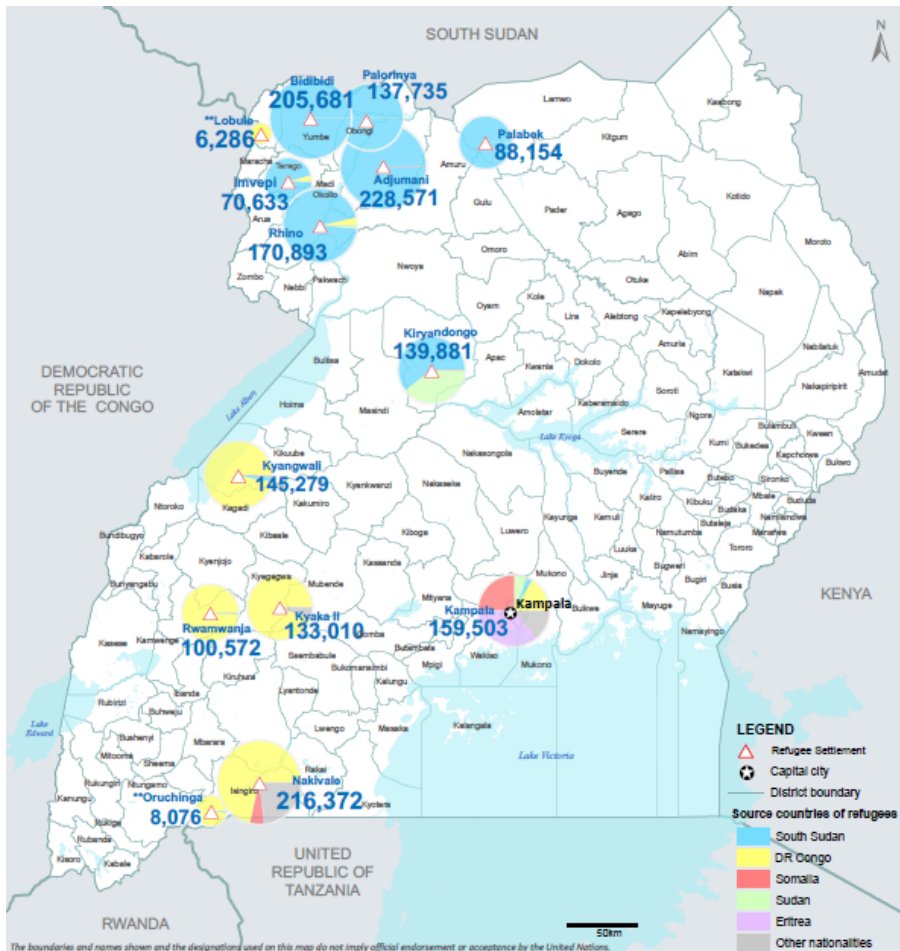 SOUTH SUDAN
N
Bidibidi
205,681
Palorinya
137,735
Lamwo
Kaabong
**Lobule
6,286
Yumbe
Obongi
Palabek
88,154
Kitgum
Maracha
Terego
Imvepi
70,633
Madi
Okollo
Adjumani
228,571
Amuru
Gulu
Pader
Agago
Kotido
Arua
Rhino
170,893
Moroto
Zombo
Nebbi
Pakwach
Nwoya
Omoro
Otuke
Abim
Napak
Oyam
Kole
Lira
Alebtong
Kapelebyong
Kiryandongo
139,881
Apac
Kwania
Dokolo
Amuria
Katakwi
Nabilatuk
Amudat
Nakapiripirit
DEMOCRATIC
REPUBLIC
OF THE CONGO
Buliisa
Lake Albert
Hoima
Masindi
Amolatar
Kaberamaido
Soroti
Ngora
Serere
Lake Kyoga
Kumi
Bukedea
Bulambuli
Kween
Kapchorwa
Bukwo
Kikuube
Kyangwali
145,279
Kagadi
Kakumiro
Kyankwanzi
Nakasongola
Nakaseke
Buyende
Pallisa
Butebo
Sironko
Mbale
Bududa
Kaliro
Kibuku
Budaka
Butaleja
Namisindwa
Manafwa
Ntoroko
Bundibugyo
Kabarole
Kyenjojo
Kibaale
Kiboga
Luwero
Kayunga
Kamuli
Luuka
Namutumba
Tororo
Bunyangabu
Kyegegwa
Mubende
Kassanda
Mityana
Mukono
Jinja
Bugweri
Bugiri
Busia
Kyaka II
133,010
Rwamwanja
100,572
Kamwenge
Kasese
Kampala
Kampala
159,503
Buikwe
Mayuge
Namayingo
KENYA
Gomba
Butambala
Mpigi
Wakiso
Mukono
Sembabule
Bukomansimbi
Kalungu
Kiruhura
Lyantonde
Ibanda
Rubirizi
Buhweju
Lake
Edward
Bushenyi
Mbarara
Lwengo
Masaka
Kalangala
Lake Victoria
Mitooma
Sheema
Rukungiri
Ntungamo
Kanungu
Rukiga
Rubanda
Kisoro
Kabale
Isingiro
Rakai
Nakivale
216,372
Kyotera
**Oruchinga
8,076
UNITED
REPUBLIC OF
TANZANIA
RWANDA
LEGEND
Refugee Settlement
Capital city
District boundary
Source countries of refugees
South Sudan
DR Congo
Somalia
Sudan
Eritrea
Other nationalities
50km
The boundaries and names shown and the designations used on this map do not imply official endorsement or acceptance by the United Nations.